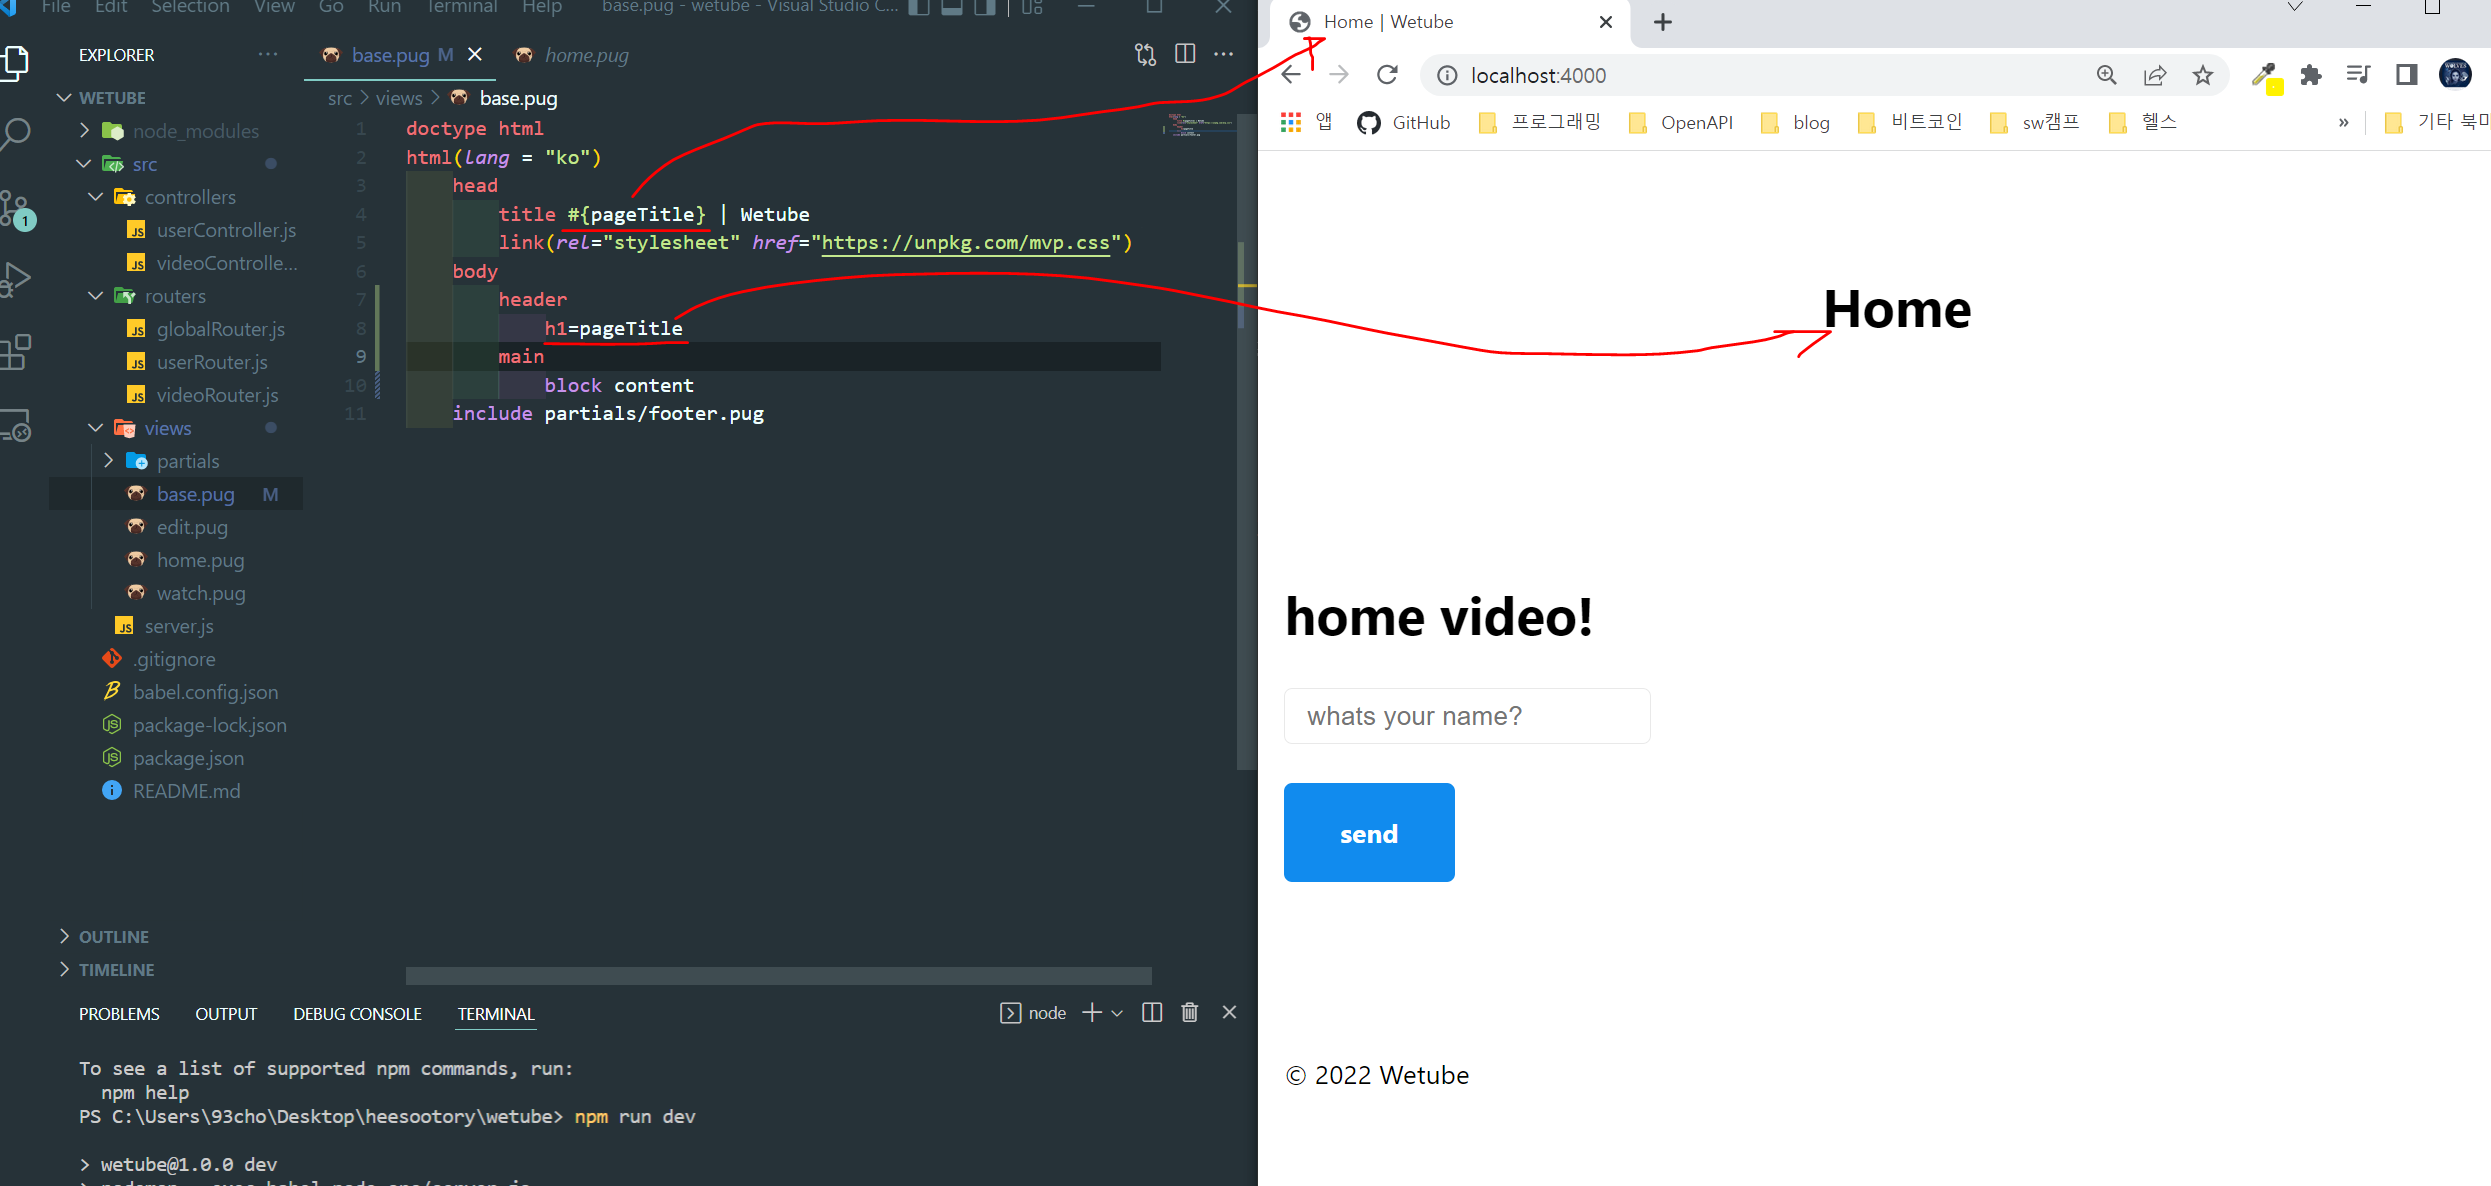 File Edit Selection View Go Run Terminal Help base.pug - wetube - Visual Studio C...
EXPLORER ...
WETUBE
node_modules
src
controllers
userController.js
videoControlle...
routers
globalRouter.js
userRouter.js
videoRouter.js
views
partials
base.pug M
edit.pug
home.pug
watch.pug
server.js
.gitignore
babel.config.json
package-lock.json
package.json
README.md
OUTLINE
TIMELINE
1
base.pug M home.pug
src > views > base.pug
1 doctype html
2 html(lang = "ko")
3 head
4 title #{pageTitle} | Wetube
5 link(rel="stylesheet" href="https://unpkg.com/mvp.css")
6 body
7 header
8 h1=pageTitle
9 main
10 block content
11 include partials/footer.pug
PROBLEMS OUTPUT DEBUG CONSOLE TERMINAL node
To see a list of supported npm commands, run:
npm help
PS C:\Users\93cho\Desktop\heesootory\wetube> npm run dev
> wetube@1.0.0 dev
Home | Wetube
localhost:4000
앱 GitHub 프로그래밍 OpenAPI blog 비트코인 sw캠프 헬스 » 기타 북마
Home
home video!
whats your name?
send
© 2022 Wetube